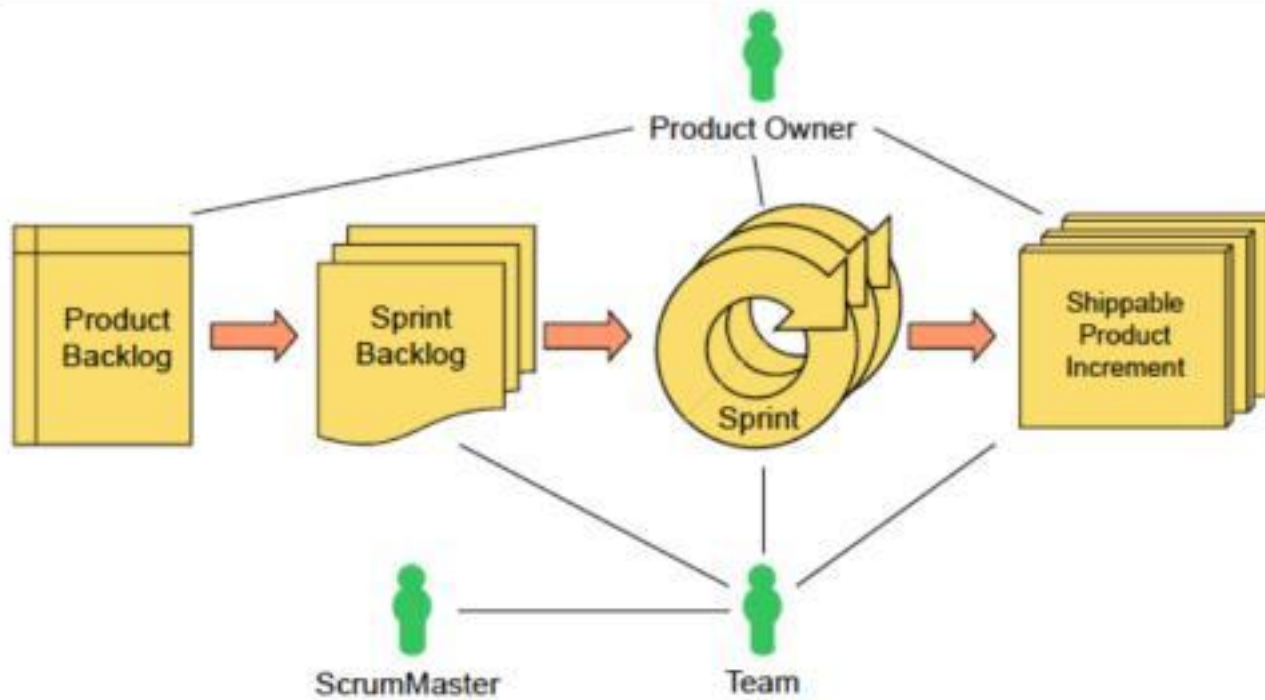 Product Owner
Product
Backlog
Sprint
Backlog
Sprint
Shippable
Product
Increment
ScrumMaster
Team